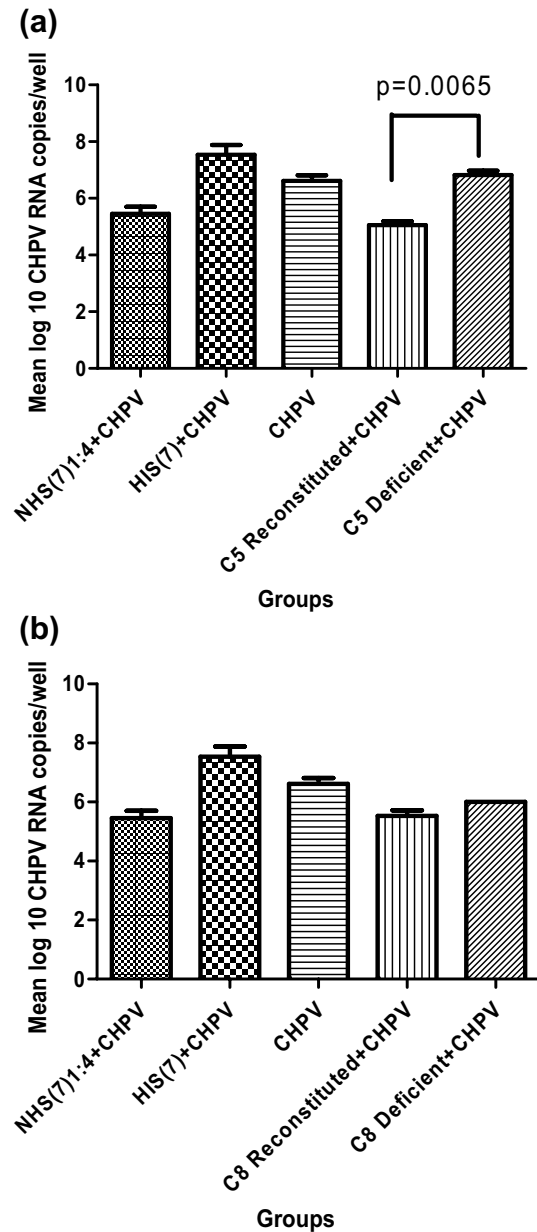 (a)
p=0.0065
Mean log 10 CHPV RNA copies/well
10
8
6
4
2
0
NHS(7)1:4+CHPV
HIS(7)+CHPV
CHPV
C5 Reconstituted+CHPV
C5 Deficient+CHPV
Groups
(b)
Mean log 10 CHPV RNA copies/well
10
8
6
4
2
0
NHS(7)1:4+CHPV
HIS(7)+CHPV
CHPV
C8 Reconstituted+CHPV
C8 Deficient+CHPV
Groups